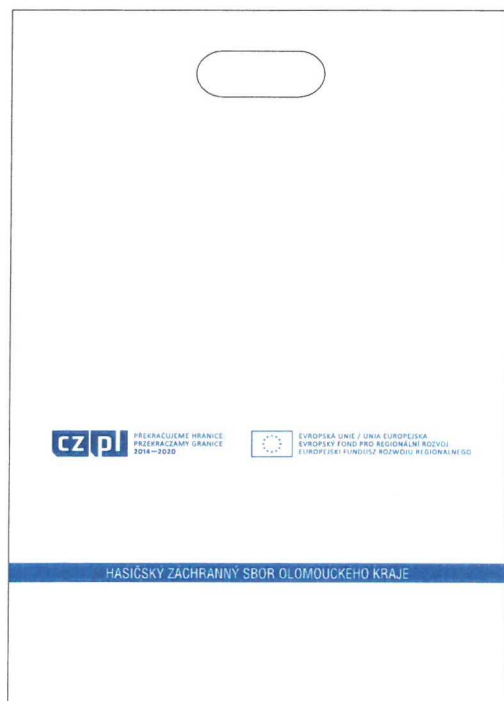 cz pl
PŘEKRAČUJEME HRANICE
PRZEKRACZAMY GRANICE
2014—2020
EVROPSKÁ UNIE / UNIA EUROPEJSKA
EVROPSKÝ FOND PRO REGIONÁLNÍ ROZVOJ
EUROPEJSKI FUNDUSZ ROZWOJU REGIONALNEGO
HASIČSKÝ ZÁCHRANNÝ SBOR OLOMOUCKÉHO KRAJE